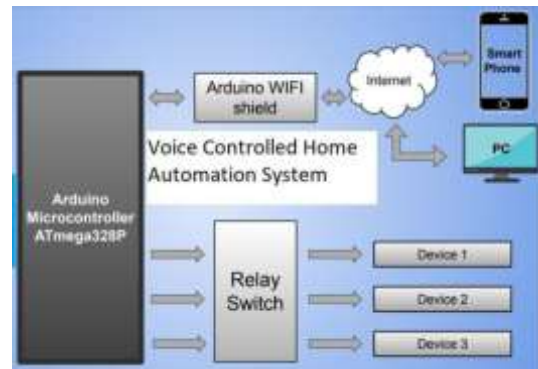 Smart
Phone
Internet
Arduino WIFI
shield
PC
Voice Controlled Home
Automation System
Arduino
Microcontroller
ATmega328P
Relay
Switch
Device 1
Device 2
Device 3